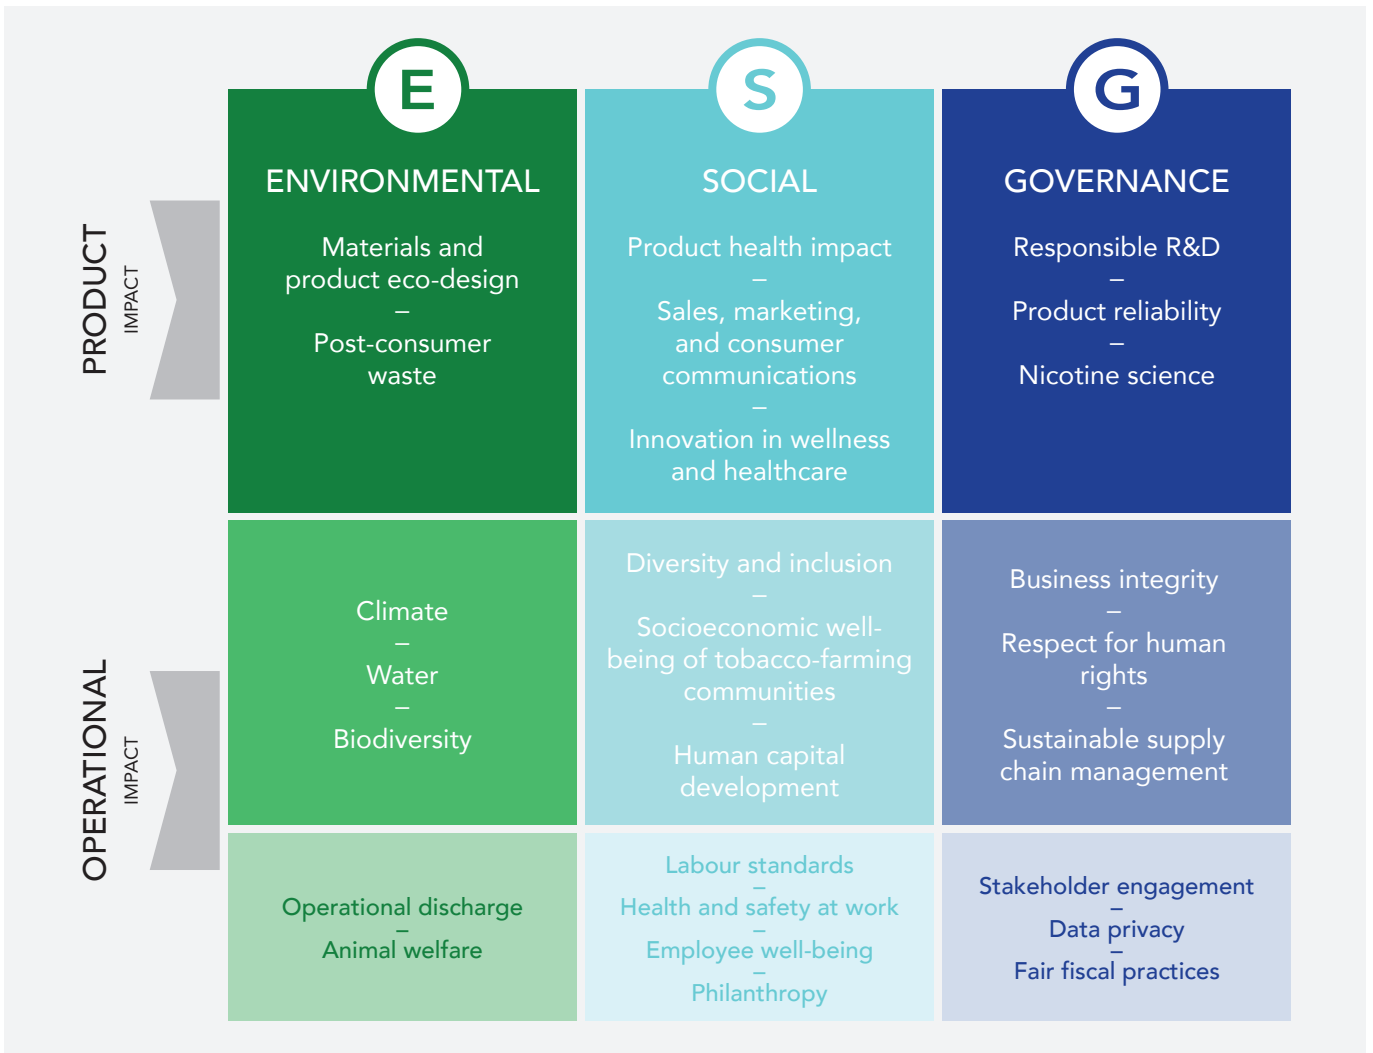 E
ENVIRONMENTAL
Materials and
product eco-design
–
Post-consumer
waste
S
SOCIAL
Product health impact
–
Sales, marketing,
and consumer
communications
–
Innovation in wellness
and healthcare
G
GOVERNANCE
Responsible R&D
–
Product reliability
–
Nicotine science
PRODUCT
IMPACT
Climate
–
Water
–
Biodiversity
Diversity and inclusion
–
Socioeconomic well-
being of tobacco-farming
communities
–
Human capital
development
Business integrity
–
Respect for human
rights
–
Sustainable supply
chain management
OPERATIONAL
IMPACT
Operational discharge
–
Animal welfare
Labour standards
–
Health and safety at work
–
Employee well-being
–
Philanthropy
Stakeholder engagement
–
Data privacy
–
Fair fiscal practices